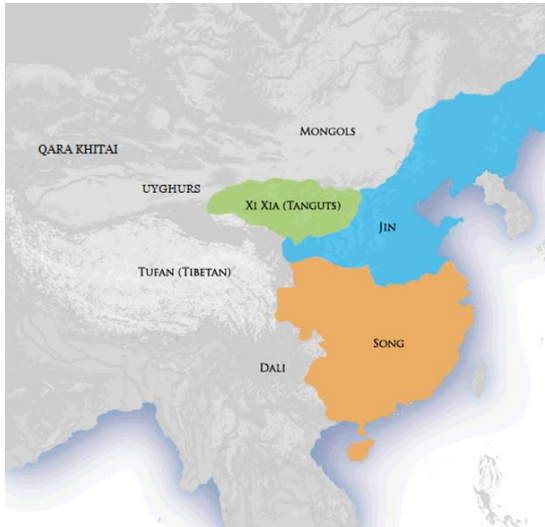 MONGOLS
QARA KHITAI
UYGHURS
XI XIA (TANGUTS)
JIN
TUFAN (TIBETAN)
SONG
DALI